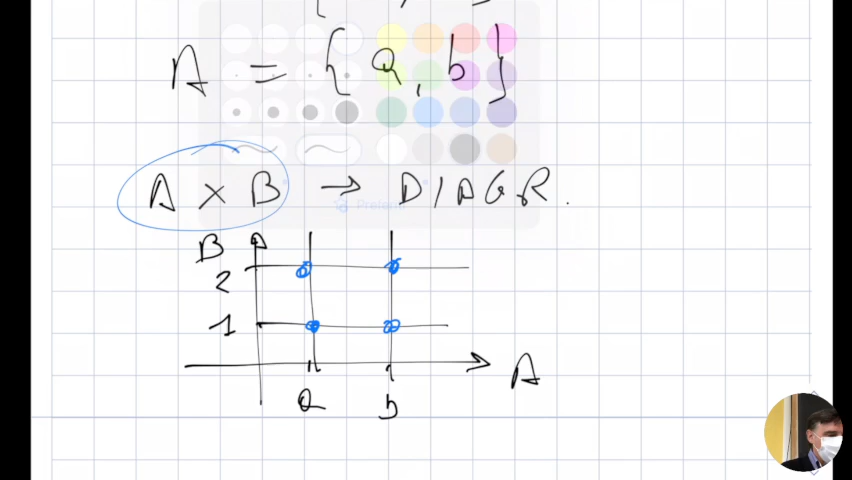 A = { a, b }
A × B → DIAGR.
B
2
1
A
a b